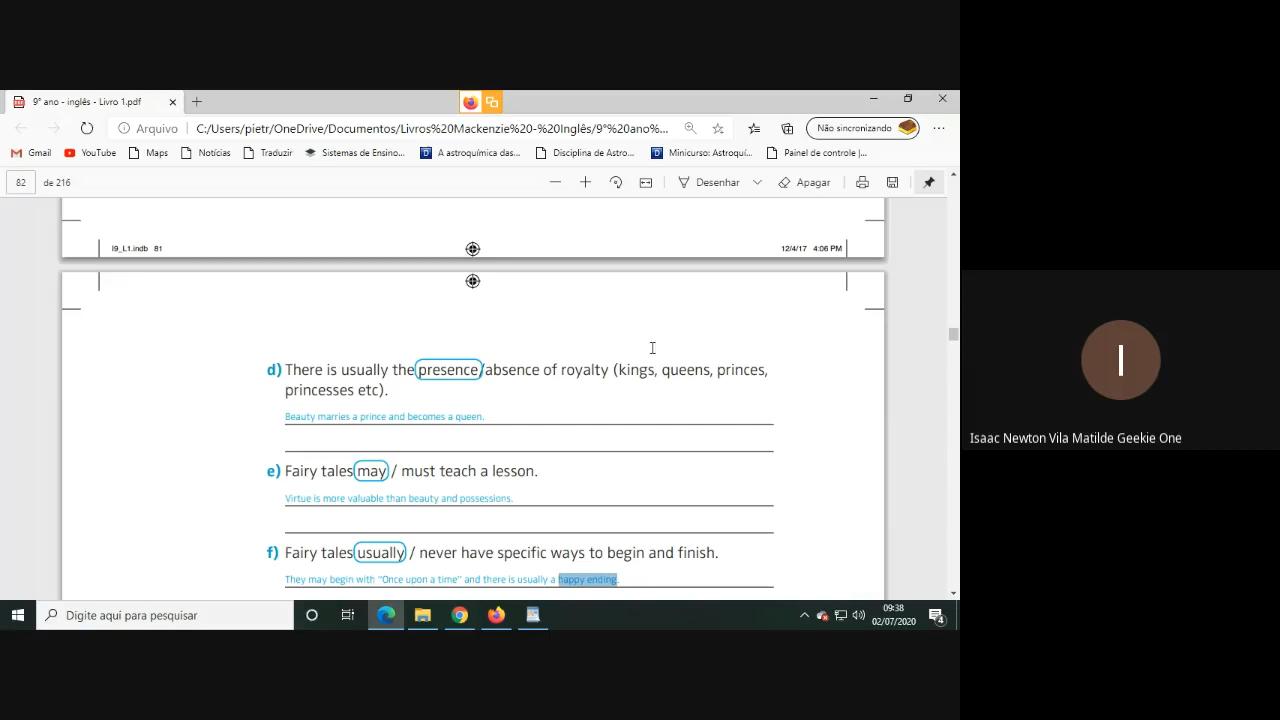 9° ano - inglês - Livro 1.pdf
Arquivo
C:/Users/pietr/OneDrive/Documentos/Livros%20Mackenzie%20-%20Inglês/9°%20ano%...
Não sincronizando
Gmail
YouTube
Maps
Notícias
Traduzir
Sistemas de Ensino...
A astroquímica das...
Disciplina de Astro...
Minicurso: Astroquí...
Painel de controle |...
82 de 216
Desenhar
Apagar
I9_L1.indb 81
12/4/17 4:06 PM
d) There is usually the presence/absence of royalty (kings, queens, princes,
princesses etc).
Beauty marries a prince and becomes a queen.
e) Fairy tales may / must teach a lesson.
Virtue is more valuable than beauty and possessions.
f) Fairy tales usually / never have specific ways to begin and finish.
They may begin with "Once upon a time" and there is usually a happy ending.
Digite aqui para pesquisar
09:38
02/07/2020
4
I
Isaac Newton Vila Matilde Geekie One